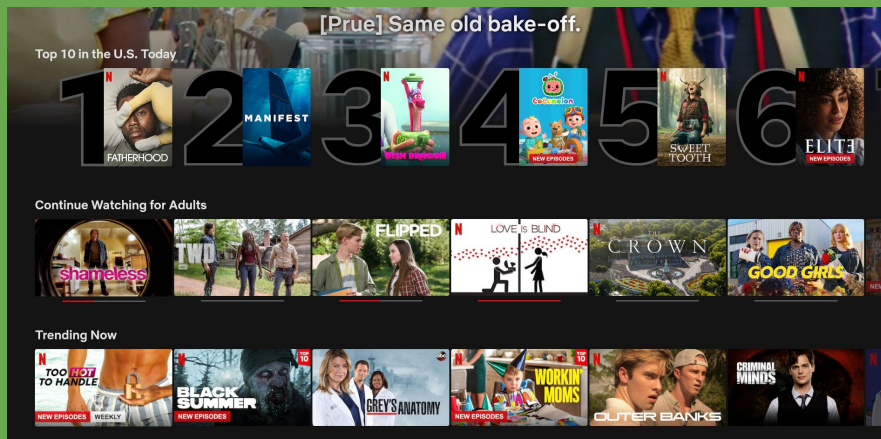 [Prue] Same old bake-off.
Top 10 in the U.S. Today
1 2 3 4 5 6
N
FATHERHOOD
MANIFEST
N
WISH DRAGON
CoComelon
NEW EPISODES
N
SWEET TOOTH
N
ELITE
NEW EPISODES
Continue Watching for Adults
shameless
TWD
FLIPPED
N
LOVE is BLIND
N
THE
CROWN
GOOD GIRLS
Trending Now
N
TOO HOT
TO HANDLE
NEW EPISODES WEEKLY
N
BLACK
SUMMER
NEW EPISODES
TOP
10
GREY'S ANATOMY
abc
N
WORKIN'
MOMS
NEW EPISODES
TOP
10
N
OUTER BANKS
CRIMINAL
MINDS